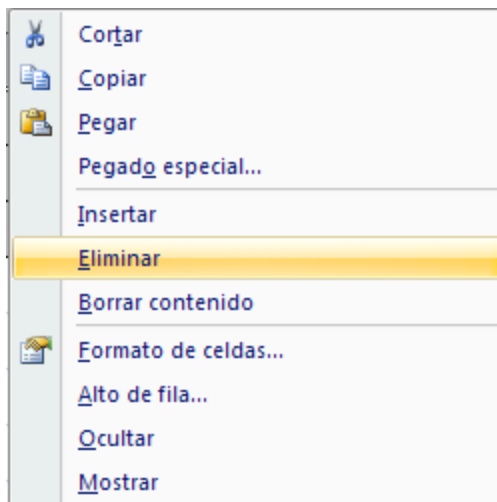 Cortar
Copiar
Pegar
Pegado especial...
Insertar
Eliminar
Borrar contenido
Formato de celdas...
Alto de fila...
Ocultar
Mostrar